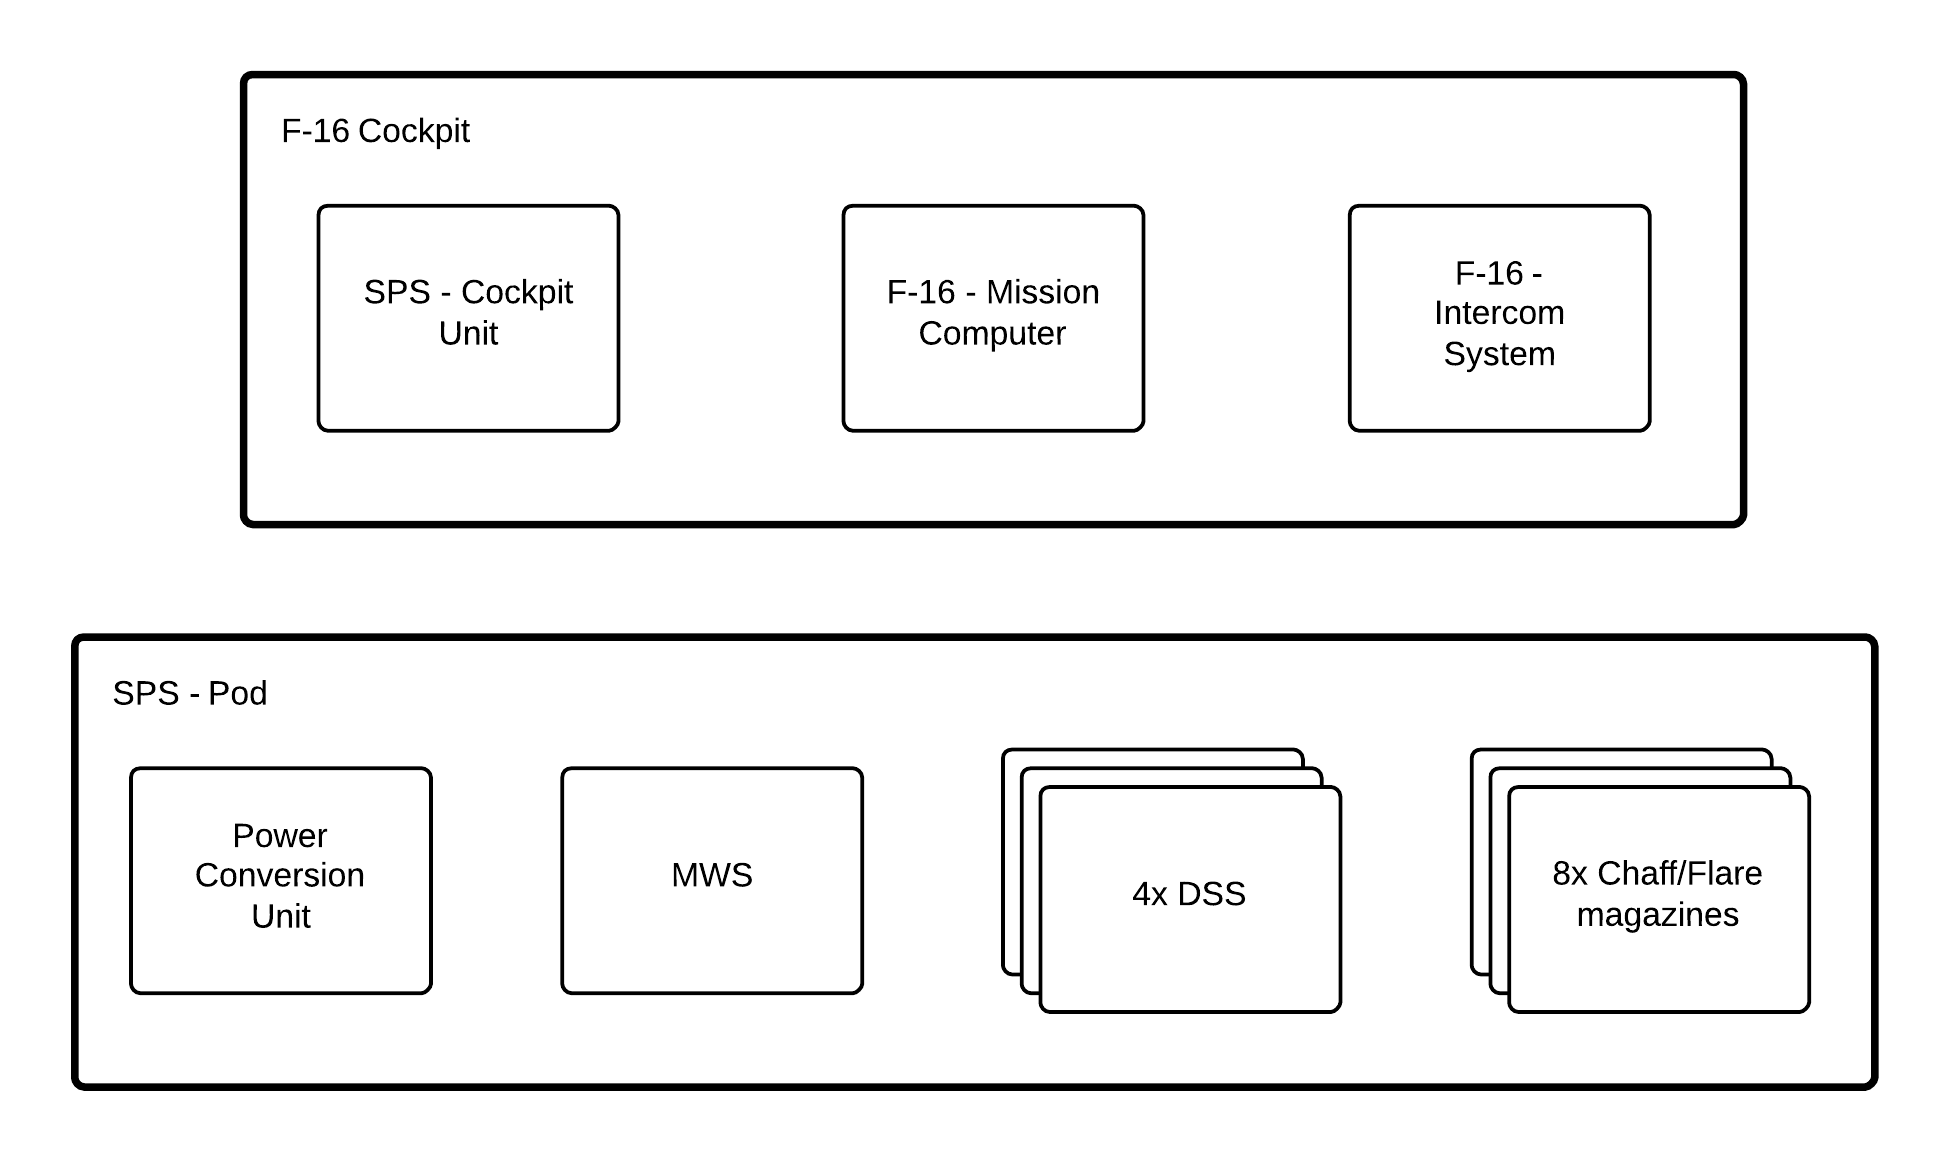 F-16 Cockpit
SPS - Cockpit
Unit
F-16 - Mission
Computer
F-16 -
Intercom
System
SPS - Pod
Power
Conversion
Unit
MWS
4x DSS
8x Chaff/Flare
magazines